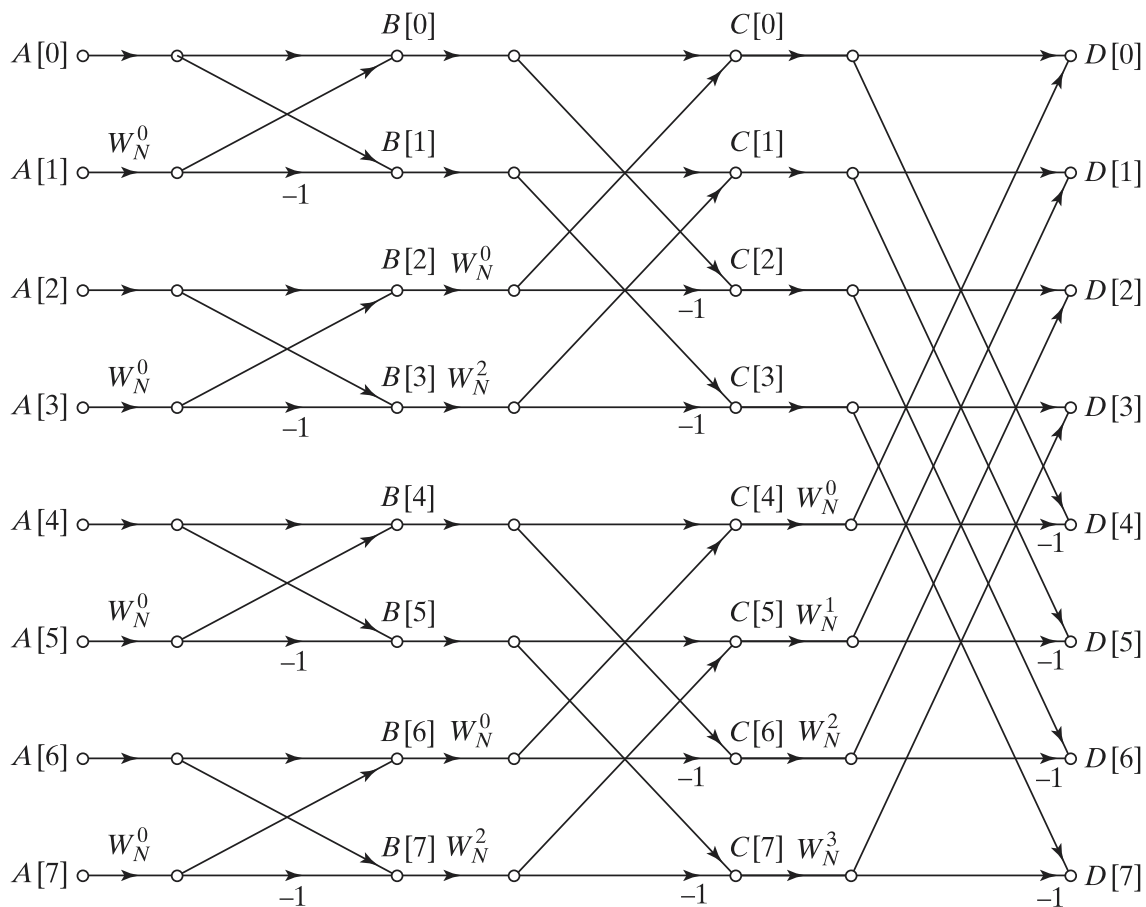 A[0] B[0] C[0] D[0]
A[1] W_N^0 –1 B[1] C[1] D[1]
A[2] B[2] W_N^0 –1 C[2] D[2]
A[3] W_N^0 –1 B[3] W_N^2 –1 C[3] D[3]
A[4] B[4] C[4] W_N^0 –1 D[4]
A[5] W_N^0 –1 B[5] C[5] W_N^1 –1 D[5]
A[6] B[6] W_N^0 –1 C[6] W_N^2 –1 D[6]
A[7] W_N^0 –1 B[7] W_N^2 –1 C[7] W_N^3 –1 D[7]